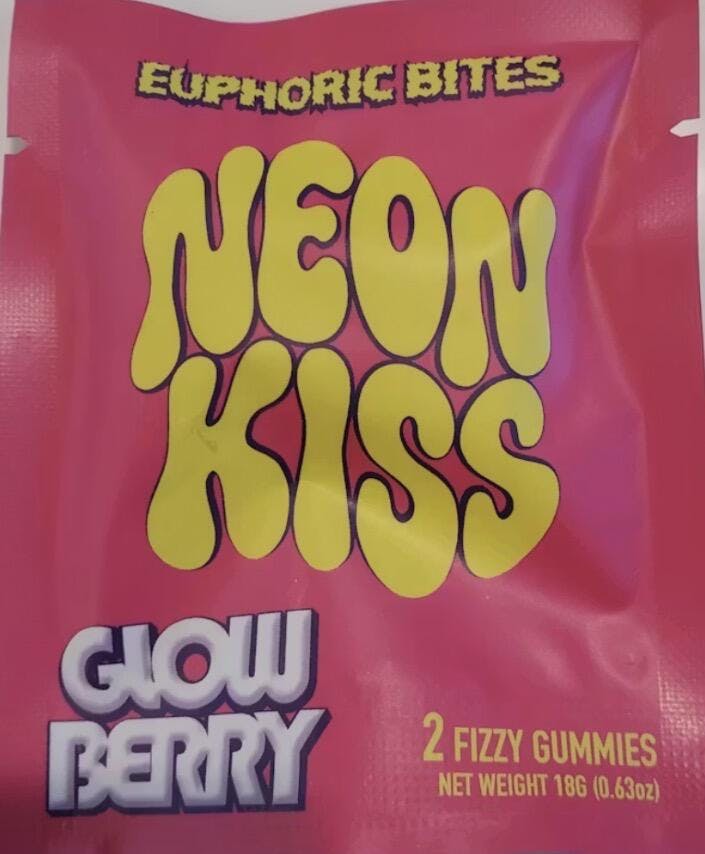 EUPHORIC BITES
NEON
KISS
GLOW
BERRY
2 FIZZY GUMMIES
NET WEIGHT 18G (0.63oz)